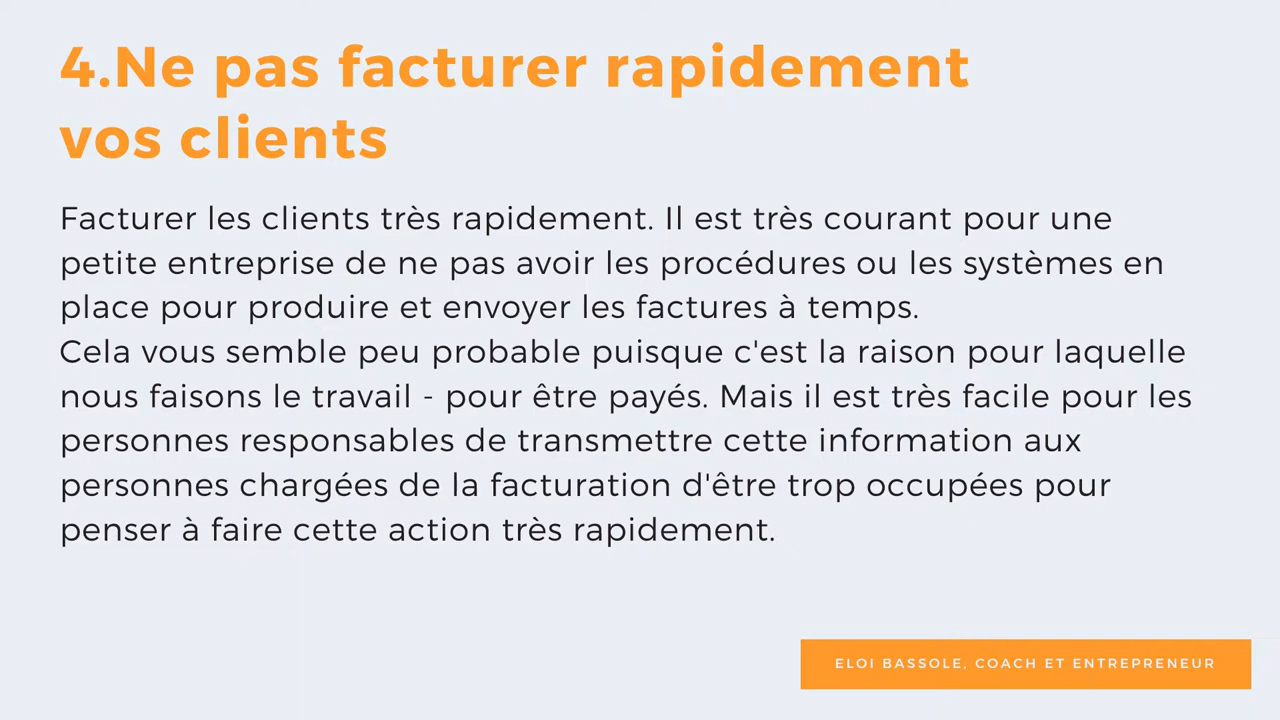 4.Ne pas facturer rapidement
vos clients
Facturer les clients très rapidement. Il est très courant pour une
petite entreprise de ne pas avoir les procédures ou les systèmes en
place pour produire et envoyer les factures à temps.
Cela vous semble peu probable puisque c'est la raison pour laquelle
nous faisons le travail - pour être payés. Mais il est très facile pour les
personnes responsables de transmettre cette information aux
personnes chargées de la facturation d'être trop occupées pour
penser à faire cette action très rapidement.
ELOI BASSOLE, COACH ET ENTREPRENEUR